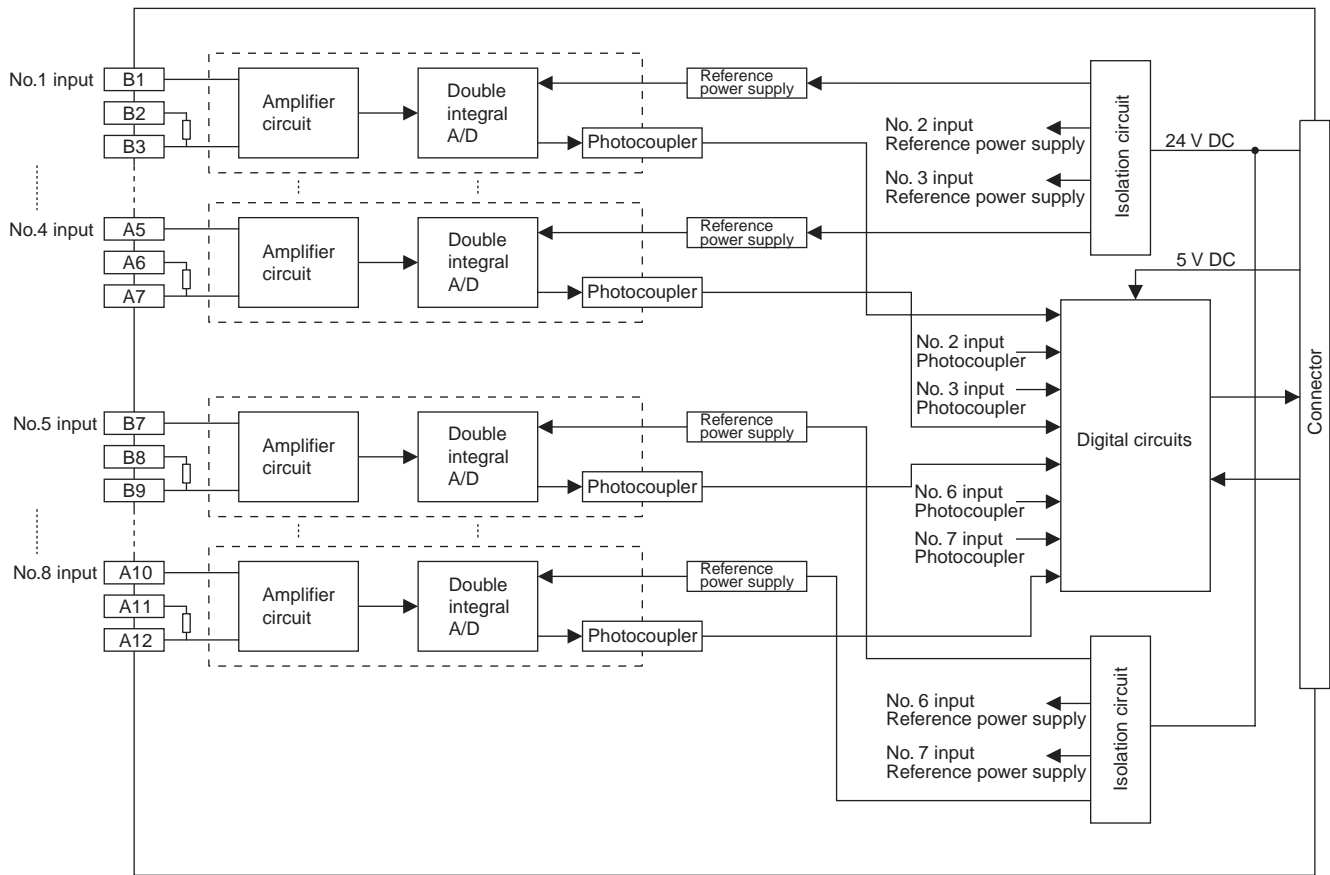 No.1 input
B1
B2
B3
Amplifier
circuit
Double
integral
A/D
Reference
power supply
Photocoupler
No. 2 input
Reference power supply
No. 3 input
Reference power supply
Isolation circuit
24 V DC
No.4 input
A5
A6
A7
Amplifier
circuit
Double
integral
A/D
Reference
power supply
Photocoupler
5 V DC
No. 2 input
Photocoupler
No. 3 input
Photocoupler
Digital circuits
Connector
No.5 input
B7
B8
B9
Amplifier
circuit
Double
integral
A/D
Reference
power supply
Photocoupler
No. 6 input
Photocoupler
No. 7 input
Photocoupler
No.8 input
A10
A11
A12
Amplifier
circuit
Double
integral
A/D
Reference
power supply
Photocoupler
No. 6 input
Reference power supply
No. 7 input
Reference power supply
Isolation circuit